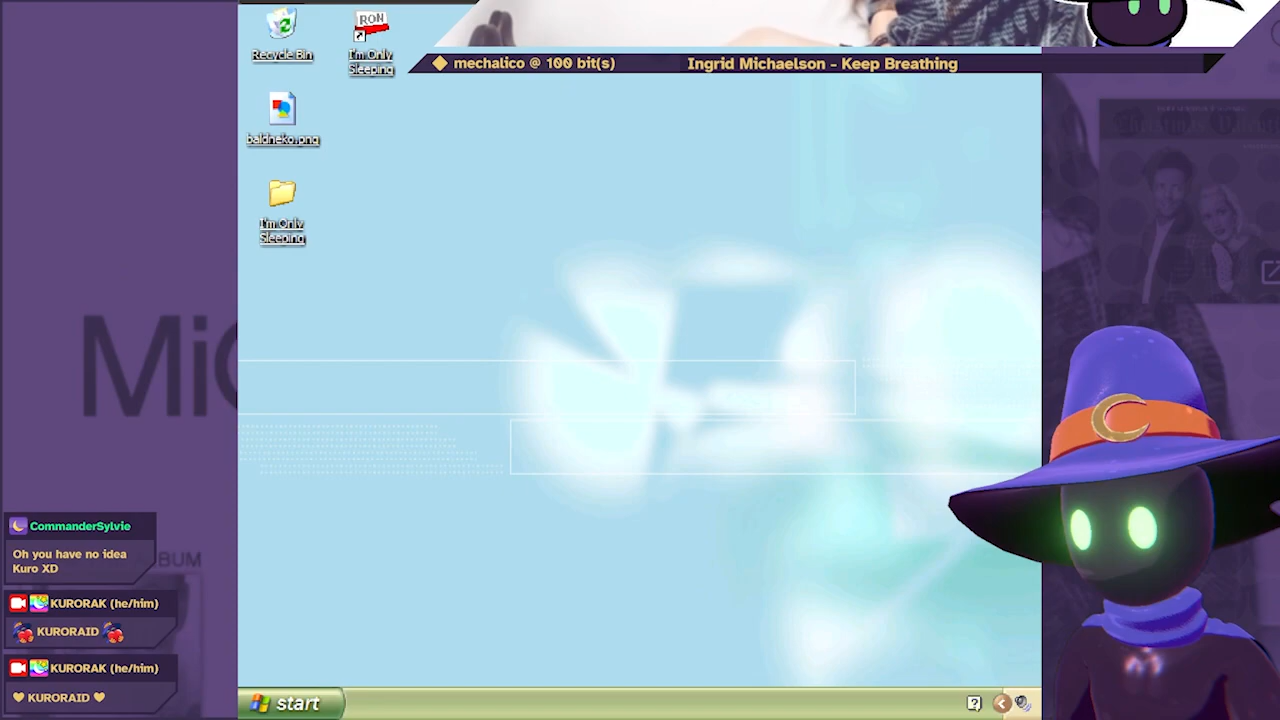 Recycle Bin
RON
I'm Only
Sleeping
baldneko.png
I'm Only
Sleeping
mechalico @ 100 bit(s)
Ingrid Michaelson - Keep Breathing
CommanderSylvie
Oh you have no idea
Kuro XD
KURORAK (he/him)
KURORAID
KURORAK (he/him)
KURORAID
start